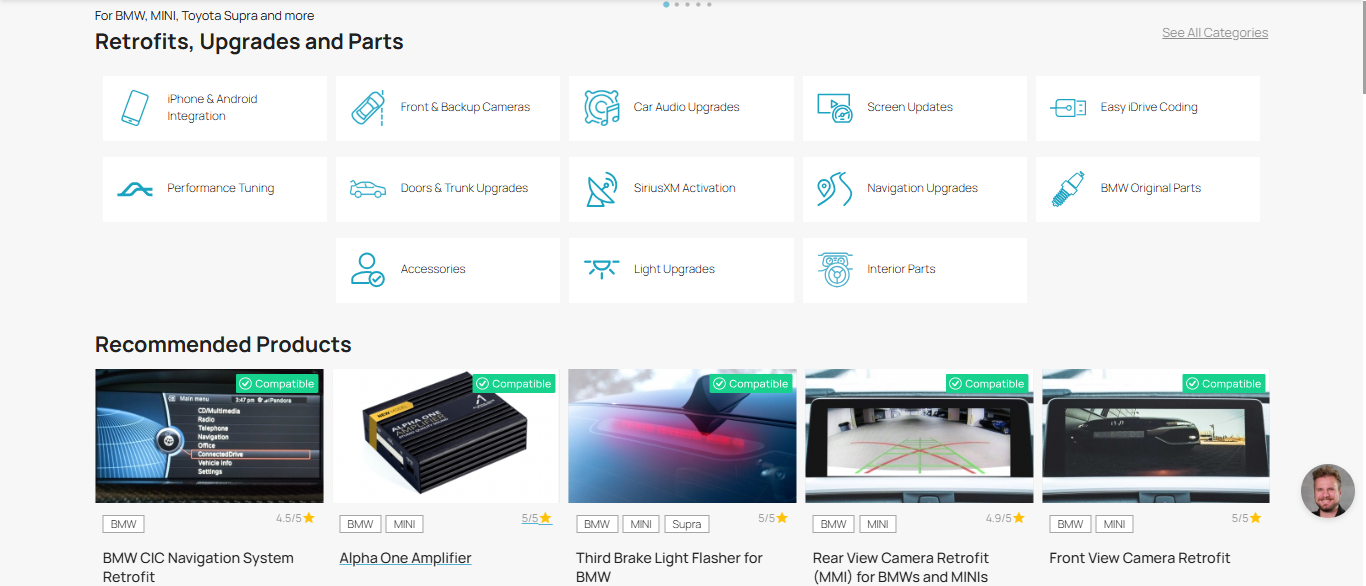 For BMW, MINI, Toyota Supra and more
Retrofits, Upgrades and Parts
See All Categories
iPhone & Android
Integration
Front & Backup Cameras
Car Audio Upgrades
Screen Updates
Easy iDrive Coding
Performance Tuning
Doors & Trunk Upgrades
SiriusXM Activation
Navigation Upgrades
BMW Original Parts
Accessories
Light Upgrades
Interior Parts
Recommended Products
Compatible
Main menu
3:47 pm
Pandora
CD/Multimedia
Radio
Telephone
Navigation
Office
ConnectedDrive
Vehicle info
Settings
BMW
4.5/5
BMW CIC Navigation System
Retrofit
Compatible
ALPHA ONE
AMPLIFIER
BMW MINI
5/5
Alpha One Amplifier
Compatible
BMW MINI Supra
5/5
Third Brake Light Flasher for
BMW
Compatible
BMW MINI
4.9/5
Rear View Camera Retrofit
(MMI) for BMWs and MINIs
Compatible
BMW MINI
5/5
Front View Camera Retrofit